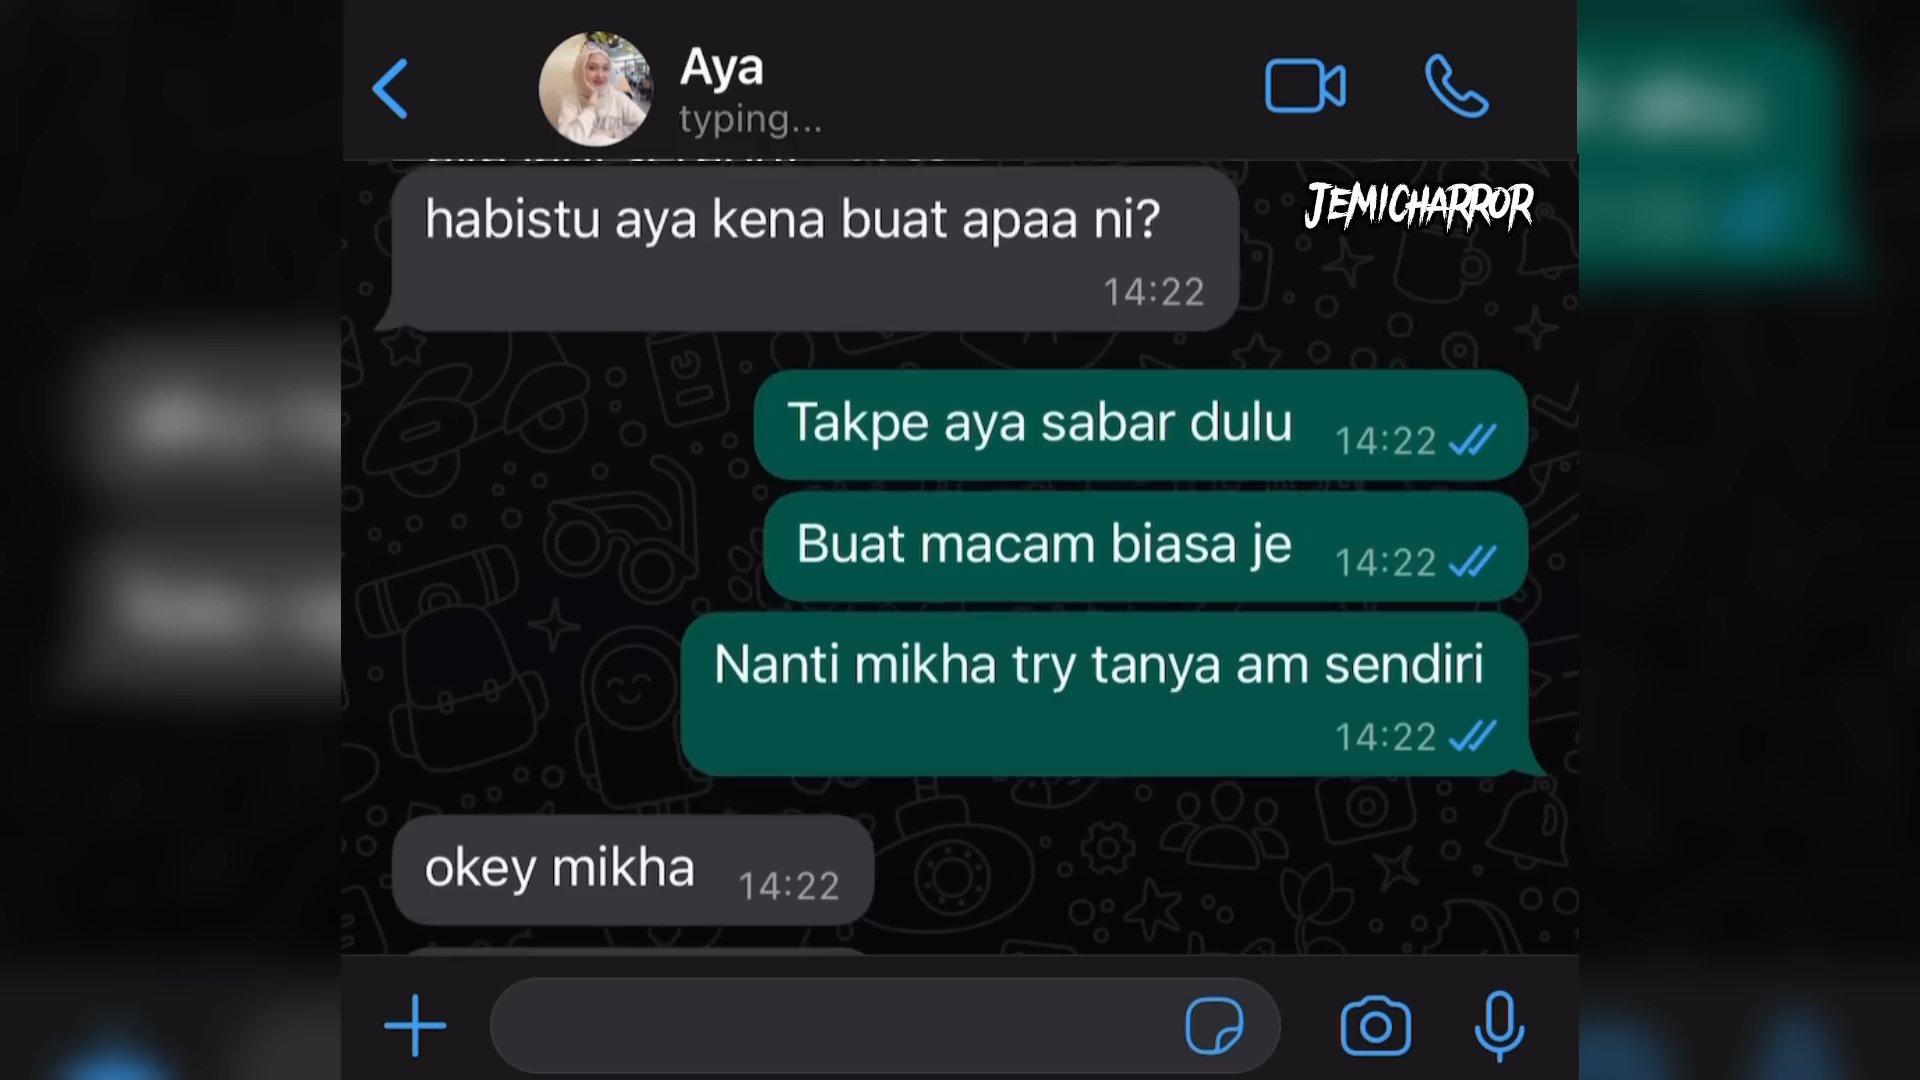 Aya
typing...
JEMICHARROR
habistu aya kena buat apaa ni?
14:22
Takpe aya sabar dulu 14:22
Buat macam biasa je 14:22
Nanti mikha try tanya am sendiri
14:22
okey mikha 14:22